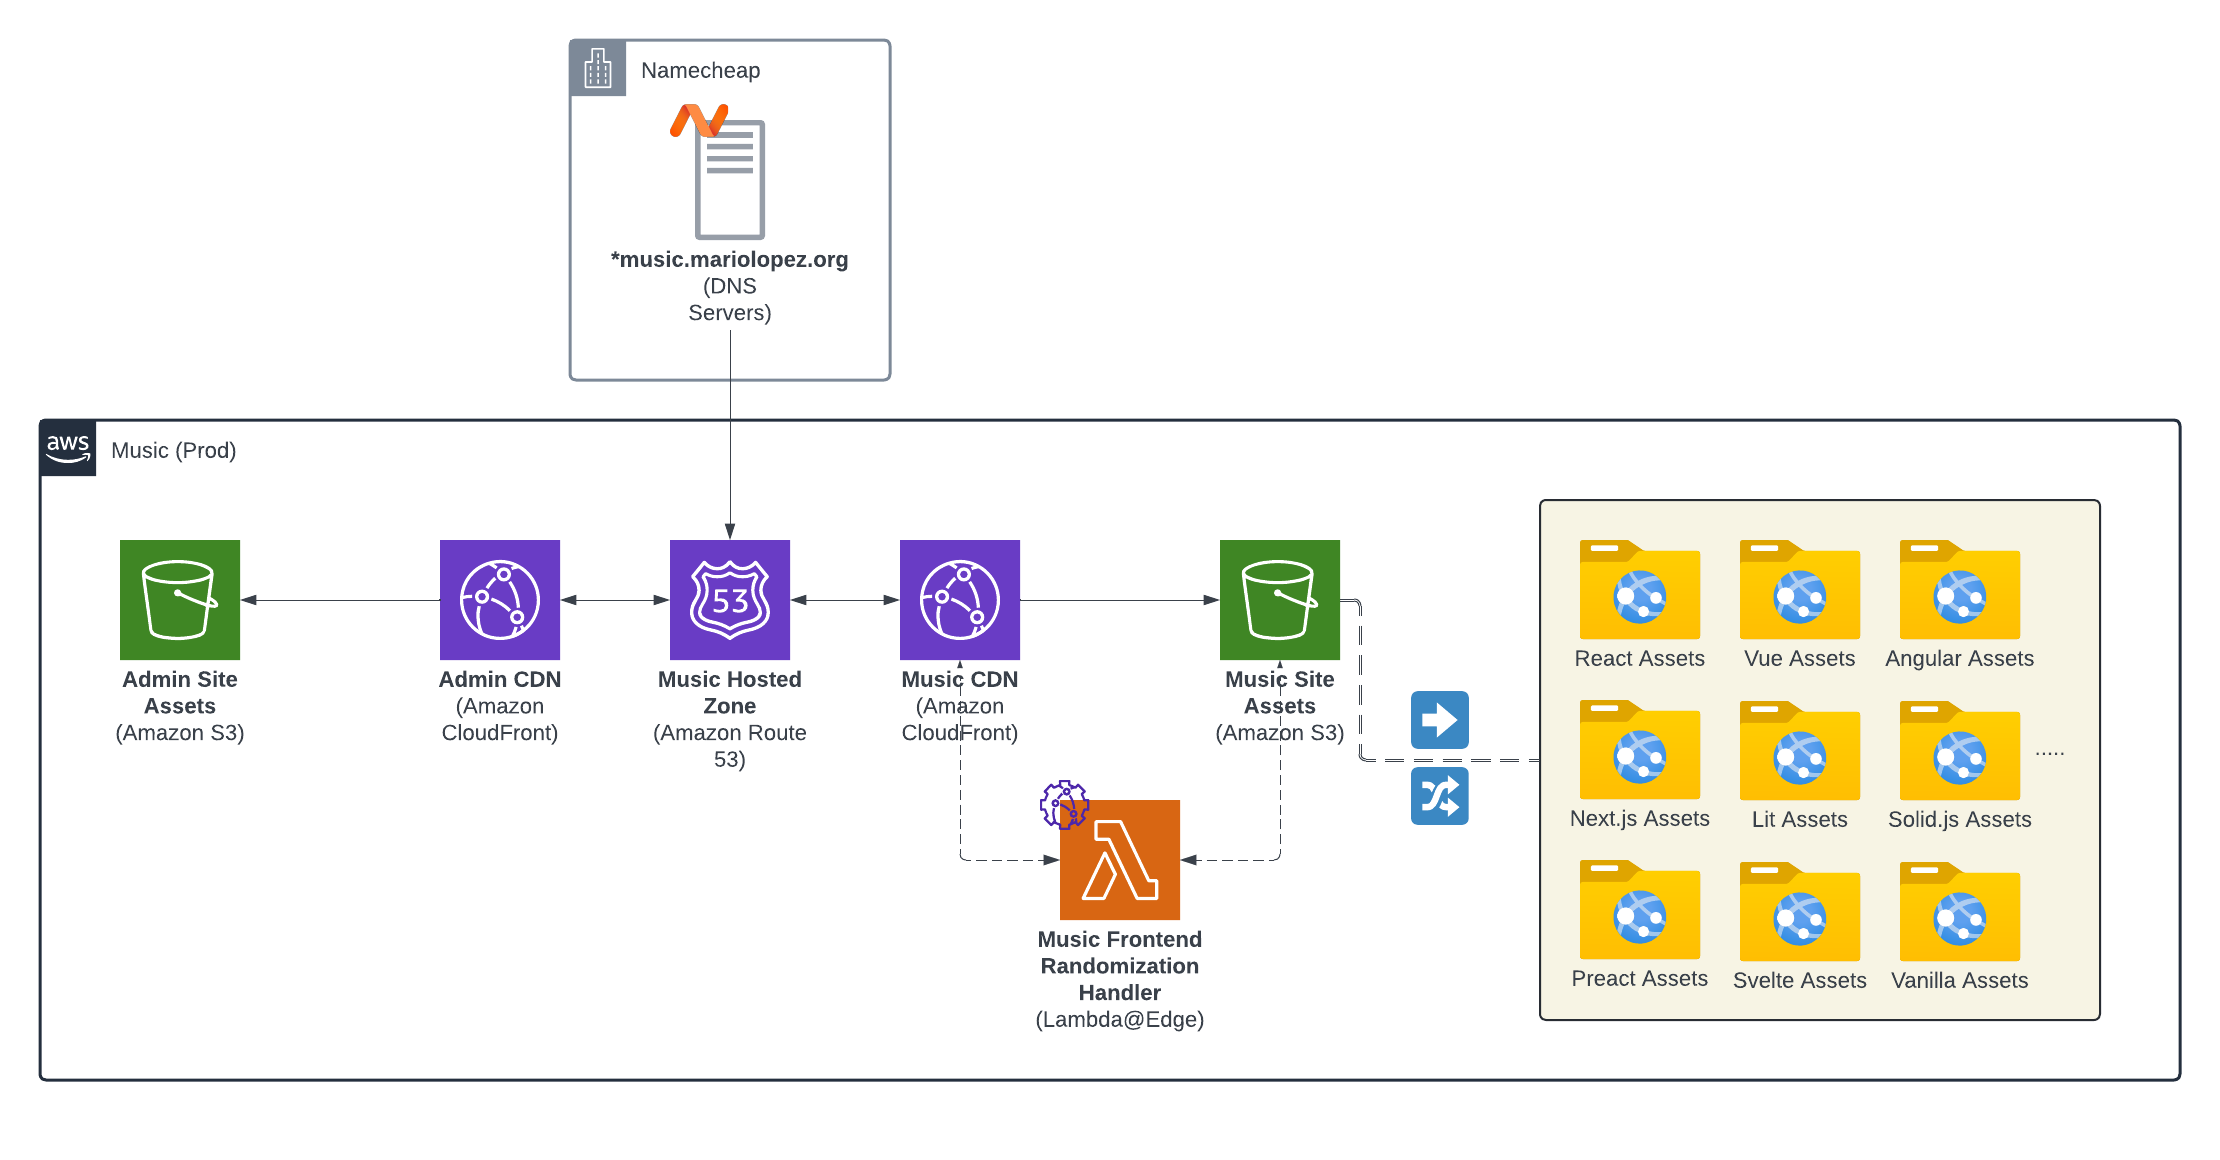 Namecheap
*music.mariolopez.org
(DNS
Servers)
aws
Music (Prod)
Admin Site
Assets
(Amazon S3)
Admin CDN
(Amazon
CloudFront)
53
Music Hosted
Zone
(Amazon Route
53)
Music CDN
(Amazon
CloudFront)
Music Site
Assets
(Amazon S3)
Music Frontend
Randomization
Handler
(Lambda@Edge)
React Assets
Vue Assets
Angular Assets
Next.js Assets
Lit Assets
Solid.js Assets
.....
Preact Assets
Svelte Assets
Vanilla Assets